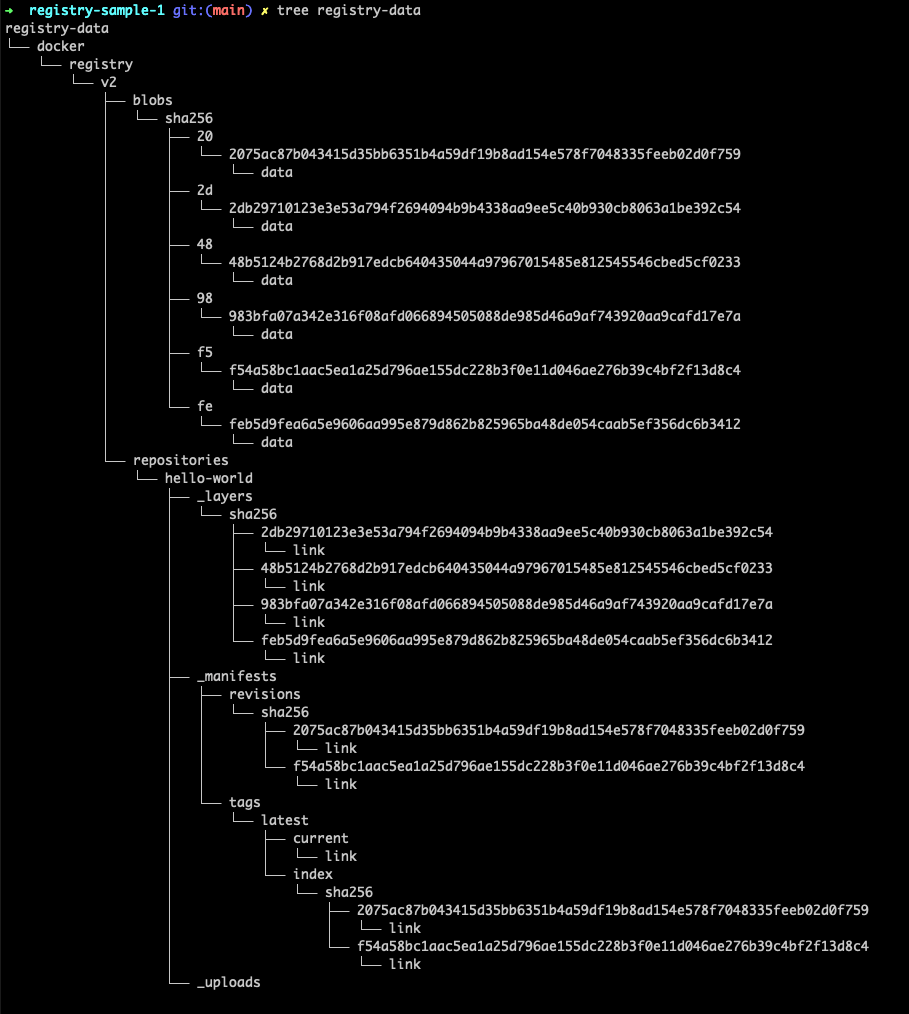 ➜  registry-sample-1 git:(main) ✗ tree registry-data
registry-data
└── docker
    └── registry
        └── v2
            ├── blobs
            │   └── sha256
            │       ├── 20
            │       │   └── 2075ac87b043415d35bb6351b4a59df19b8ad154e578f7048335feeb02d0f759
            │       │       └── data
            │       ├── 2d
            │       │   └── 2db29710123e3e53a794f2694094b9b4338aa9ee5c40b930cb8063a1be392c54
            │       │       └── data
            │       ├── 48
            │       │   └── 48b5124b2768d2b917edcb640435044a97967015485e812545546cbed5cf0233
            │       │       └── data
            │       ├── 98
            │       │   └── 983bfa07a342e316f08afd066894505088de985d46a9af743920aa9cafd17e7a
            │       │       └── data
            │       ├── f5
            │       │   └── f54a58bc1aac5ea1a25d796ae155dc228b3f0e11d046ae276b39c4bf2f13d8c4
            │       │       └── data
            │       └── fe
            │           └── feb5d9fea6a5e9606aa995e879d862b825965ba48de054caab5ef356dc6b3412
            │               └── data
            └── repositories
                └── hello-world
                    ├── _layers
                    │   └── sha256
                    │       ├── 2db29710123e3e53a794f2694094b9b4338aa9ee5c40b930cb8063a1be392c54
                    │       │   └── link
                    │       ├── 48b5124b2768d2b917edcb640435044a97967015485e812545546cbed5cf0233
                    │       │   └── link
                    │       ├── 983bfa07a342e316f08afd066894505088de985d46a9af743920aa9cafd17e7a
                    │       │   └── link
                    │       └── feb5d9fea6a5e9606aa995e879d862b825965ba48de054caab5ef356dc6b3412
                    │           └── link
                    ├── _manifests
                    │   ├── revisions
                    │   │   └── sha256
                    │   │       ├── 2075ac87b043415d35bb6351b4a59df19b8ad154e578f7048335feeb02d0f759
                    │   │       │   └── link
                    │   │       └── f54a58bc1aac5ea1a25d796ae155dc228b3f0e11d046ae276b39c4bf2f13d8c4
                    │   │           └── link
                    │   └── tags
                    │       └── latest
                    │           ├── current
                    │           │   └── link
                    │           └── index
                    │               └── sha256
                    │                   ├── 2075ac87b043415d35bb6351b4a59df19b8ad154e578f7048335feeb02d0f759
                    │                   │   └── link
                    │                   └── f54a58bc1aac5ea1a25d796ae155dc228b3f0e11d046ae276b39c4bf2f13d8c4
                    │                       └── link
                    └── _uploads